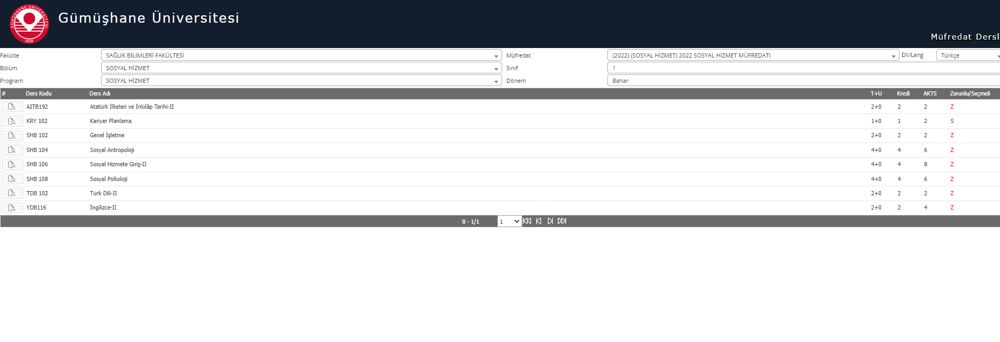 GÜMÜŞHANE ÜNİVERSİTESİ
2008
Gümüşhane Üniversitesi
Müfredat Dersl
Fakülte SAĞLIK BİLİMLERİ FAKÜLTESİ Müfredat (2022) (SOSYAL HİZMET) 2022 SOSYAL HİZMET MÜFREDATI Dil/Lang Türkçe
Bölüm SOSYAL HİZMET Sınıf 1
Program SOSYAL HİZMET Dönem Bahar
# Ders Kodu Ders Adı T+U Kredi AKTS Zorunlu/Seçmeli
AITB192 Atatürk İlkeleri ve İnkılâp Tarihi-II 2+0 2 2 Z
KRY 102 Kariyer Planlama 1+0 1 2 S
SHB 102 Genel İşletme 2+0 2 2 Z
SHB 104 Sosyal Antropoloji 4+0 4 6 Z
SHB 106 Sosyal Hizmete Giriş-II 4+0 4 8 Z
SHB 108 Sosyal Psikoloji 4+0 4 6 Z
TDB 102 Türk Dili-II 2+0 2 2 Z
YDB116 İngilizce-II 2+0 2 4 Z
8 - 1/1 1